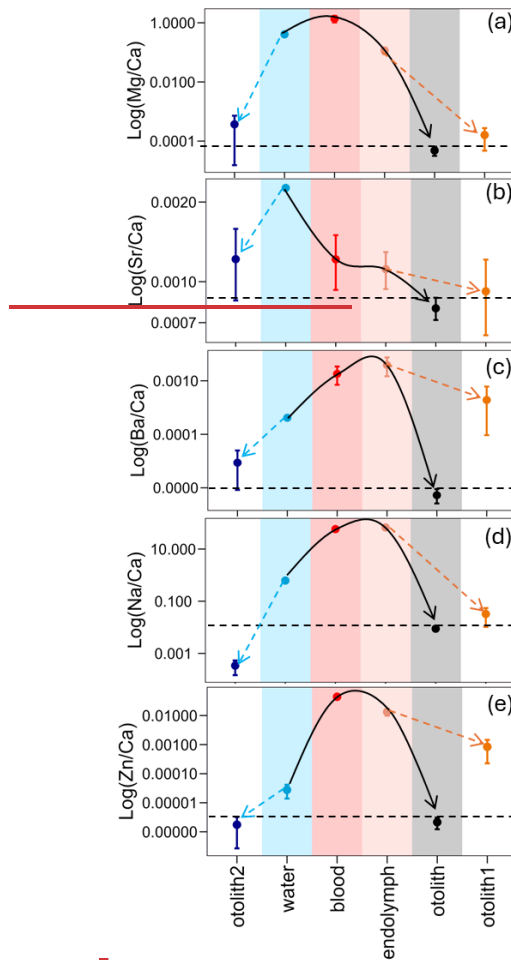 (a)
Log(Mg/Ca)
1.0000
0.0100
0.0001
(b)
Log(Sr/Ca)
0.0020
0.0010
0.0007
(c)
Log(Ba/Ca)
0.0010
0.0001
0.0000
(d)
Log(Na/Ca)
10.000
0.100
0.001
(e)
Log(Zn/Ca)
0.01000
0.00100
0.00010
0.00001
0.00000
otolith2
water
blood
endolymph
otolith
otolith1